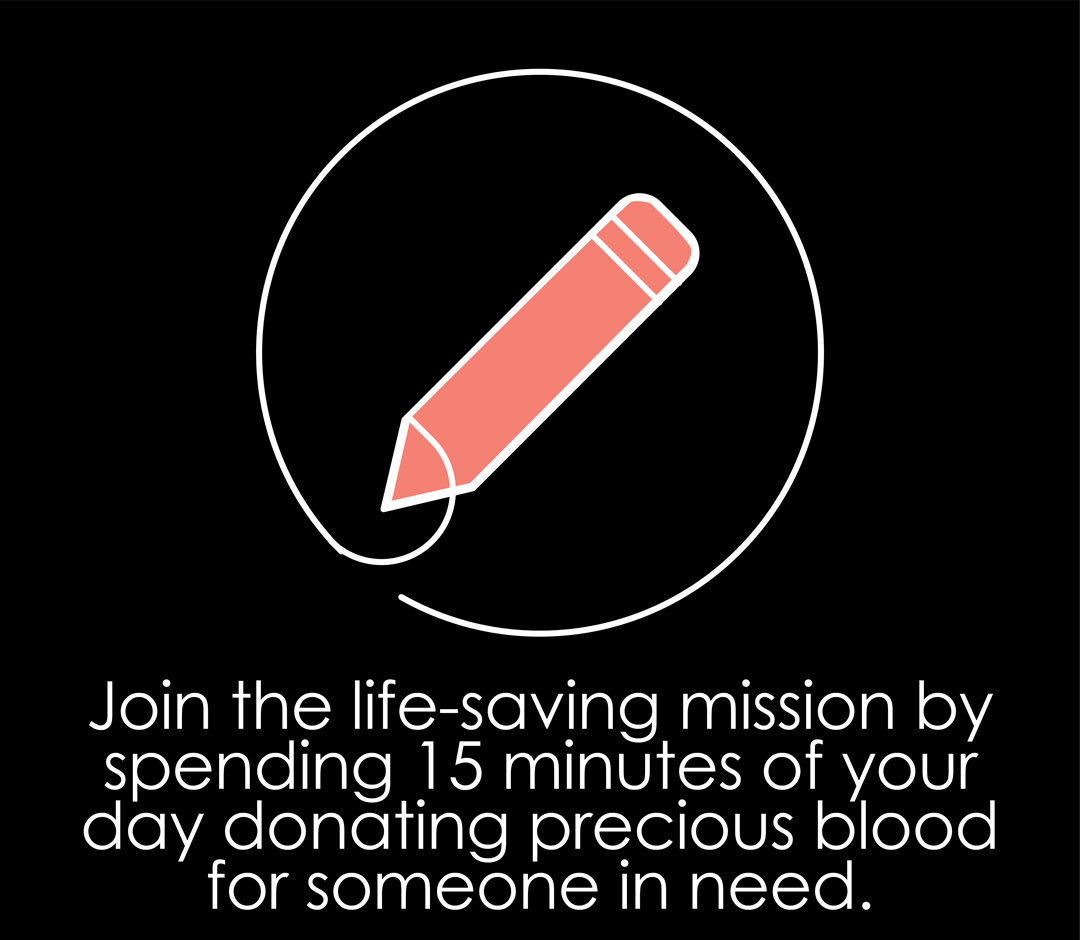 Join the life-saving mission by
spending 15 minutes of your
day donating precious blood
for someone in need.